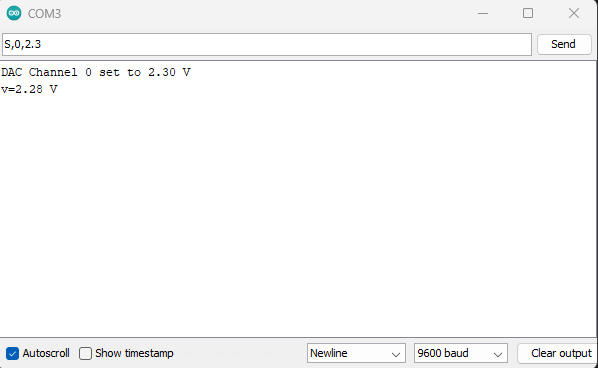 COM3
S,0,2.3
Send
DAC Channel 0 set to 2.30 V
v=2.28 V
Autoscroll
Show timestamp
Newline
9600 baud
Clear output